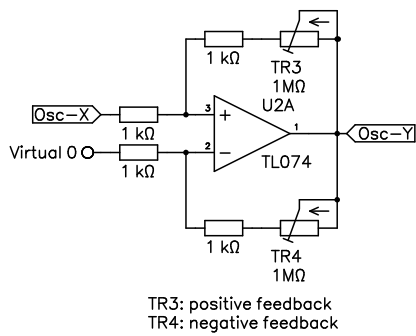 1 kΩ
TR3
1MΩ
U2A
Osc-X
1 kΩ
3
+
1
Osc-Y
Virtual 0
1 kΩ
2
−
TL074
1 kΩ
TR4
1MΩ
TR3: positive feedback
TR4: negative feedback